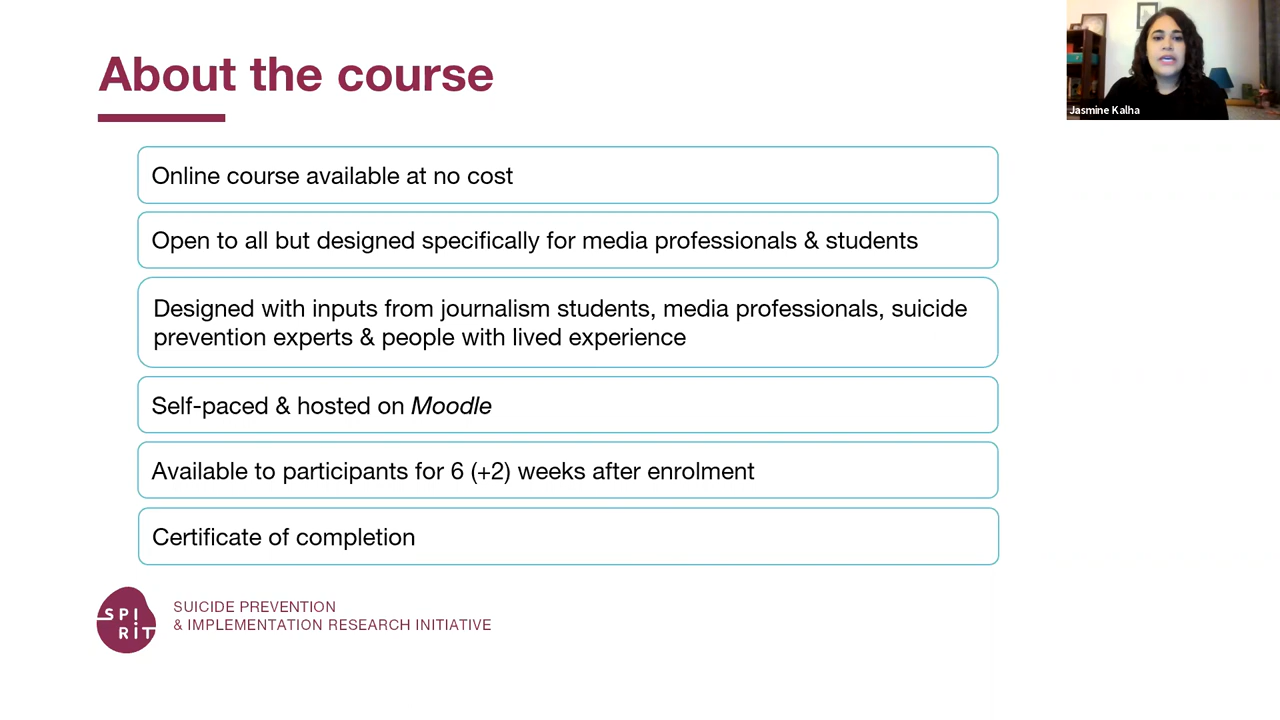 About the course
Jasmine Kalha
Online course available at no cost
Open to all but designed specifically for media professionals & students
Designed with inputs from journalism students, media professionals, suicide
prevention experts & people with lived experience
Self-paced & hosted on Moodle
Available to participants for 6 (+2) weeks after enrolment
Certificate of completion
SPI
RIT
SUICIDE PREVENTION
& IMPLEMENTATION RESEARCH INITIATIVE